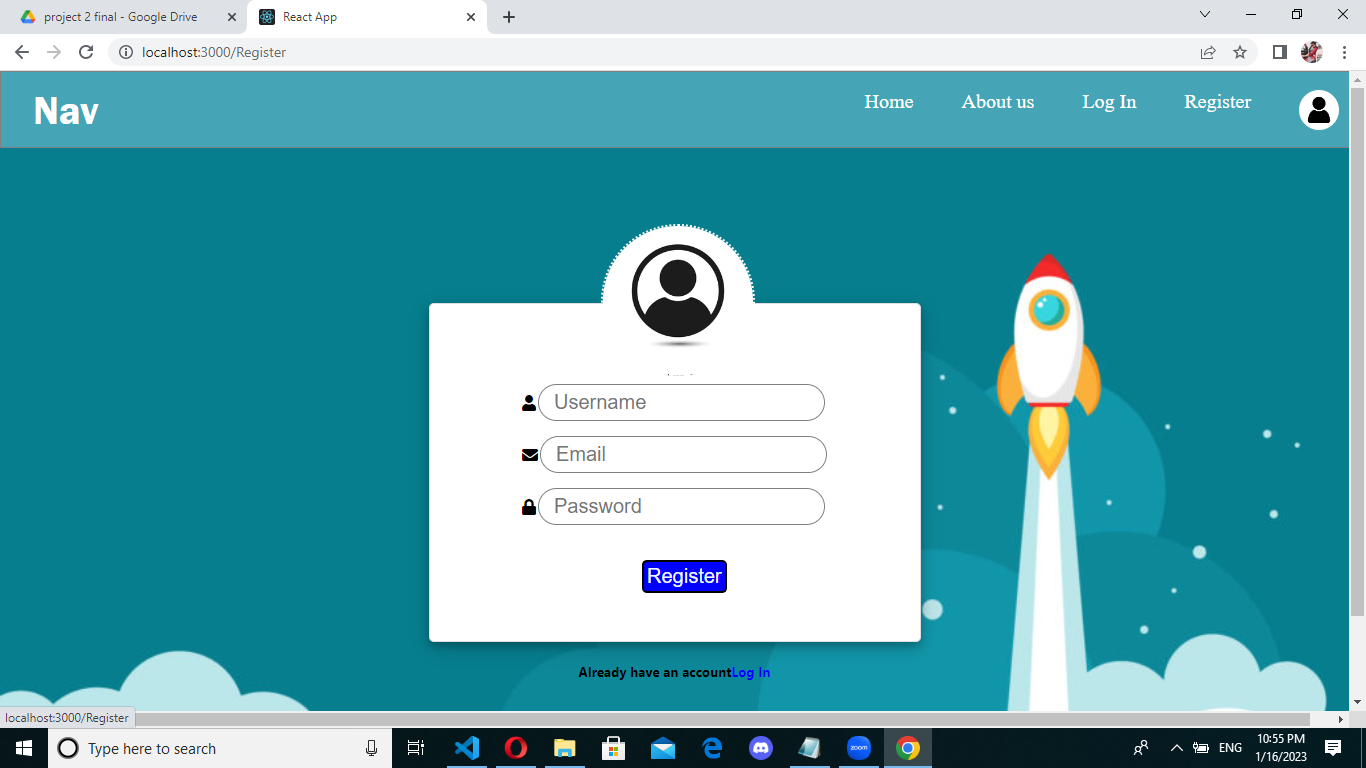 project 2 final - Google Drive
React App
localhost:3000/Register
Nav
Home
About us
Log In
Register
Username
Email
Password
Register
Already have an accountLog In
localhost:3000/Register
Type here to search
zoom
ENG
10:55 PM
1/16/2023